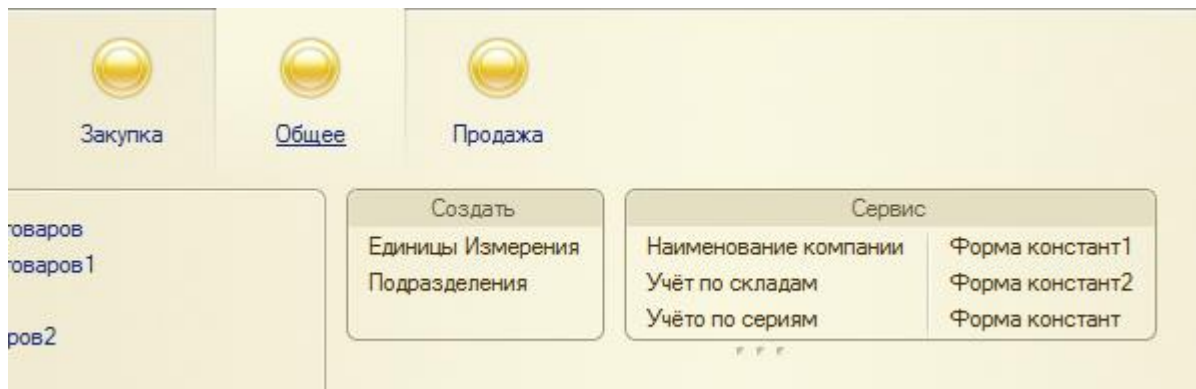 Закупка
Общее
Продажа
товаров
товаров1
ров2
Создать
Единицы Измерения
Подразделения
Сервис
Наименование компании
Учёт по складам
Учёто по сериям
Форма констант1
Форма констант2
Форма констант